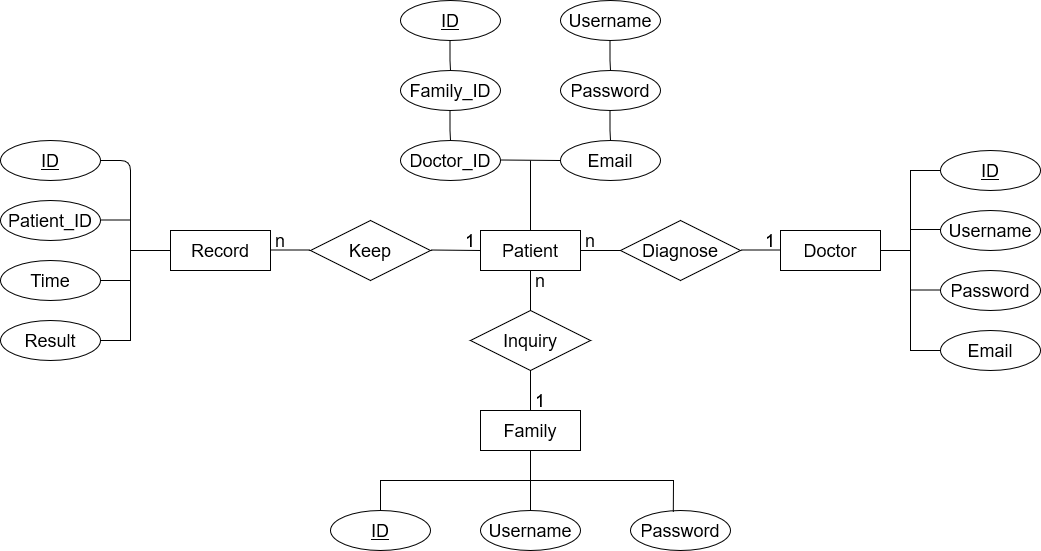 ID
Username
Family_ID
Password
Doctor_ID
Email
ID
Patient_ID
Time
Result
Record
n
Keep
1
Patient
n
Diagnose
1
Doctor
ID
Username
Password
Email
n
Inquiry
1
Family
ID
Username
Password